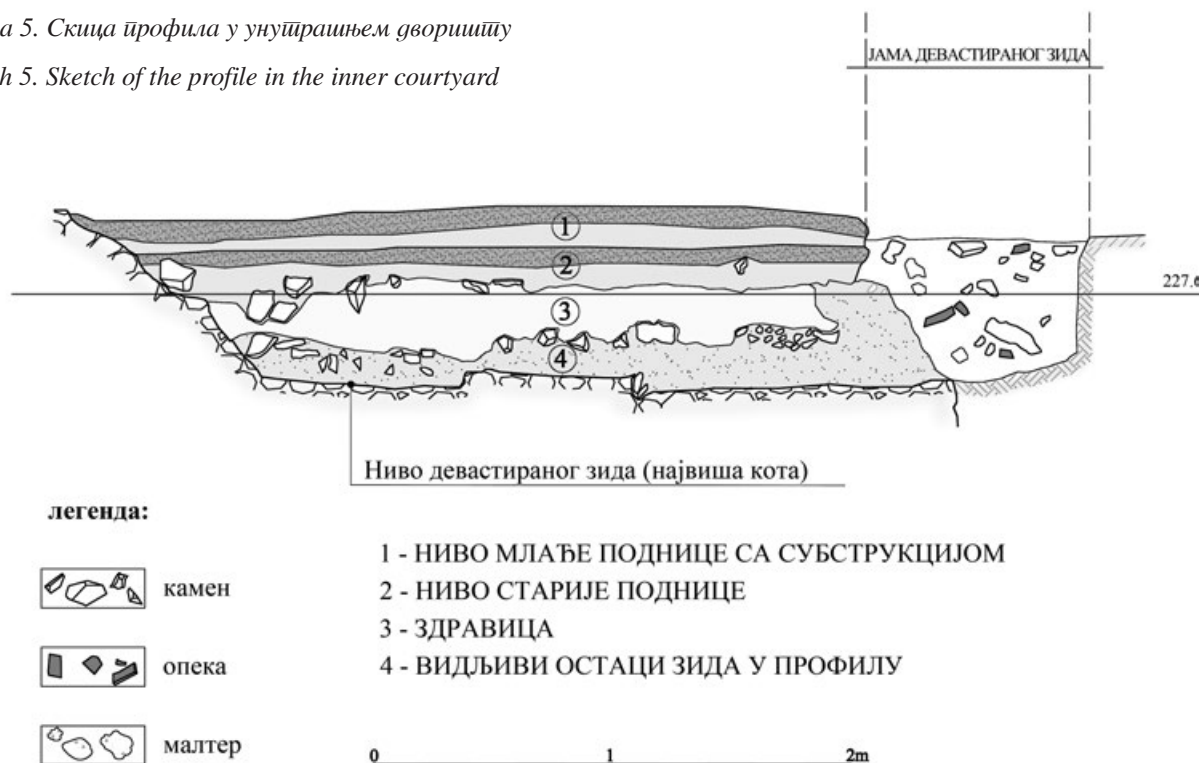 а 5. Скица профила у унутрашњем дворишту
h 5. Sketch of the profile in the inner courtyard
ЈАМА ДЕВАСТИРАНОГ ЗИДА
1
2
227.6
3
4
Ниво девастираног зида (највиша кота)
легенда:
камен
опека
малтер
1 - НИВО МЛАЂЕ ПОДНИЦЕ СА СУБСТРУКЦИЈОМ
2 - НИВО СТАРИЈЕ ПОДНИЦЕ
3 - ЗДРАВИЦА
4 - ВИДЉИВИ ОСТАЦИ ЗИДА У ПРОФИЛУ
0 1 2m